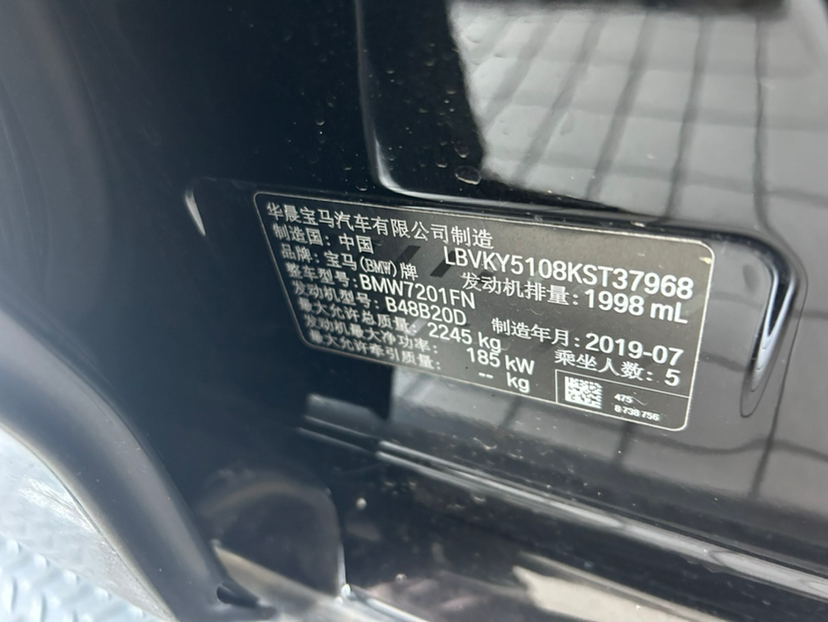 华晨宝马汽车有限公司制造
制造国：中国 LBVKY5108KST37968
品牌：宝马(BMW)牌 发动机排量：1998 mL
整车型号：BMW7201FN
发动机型号：B48B20D 制造年月：2019-07
最大允许总质量：2245 kg 乘坐人数：5
发动机最大净功率：185 kW
最大允许牵引质量：-- kg
475
8 738 756